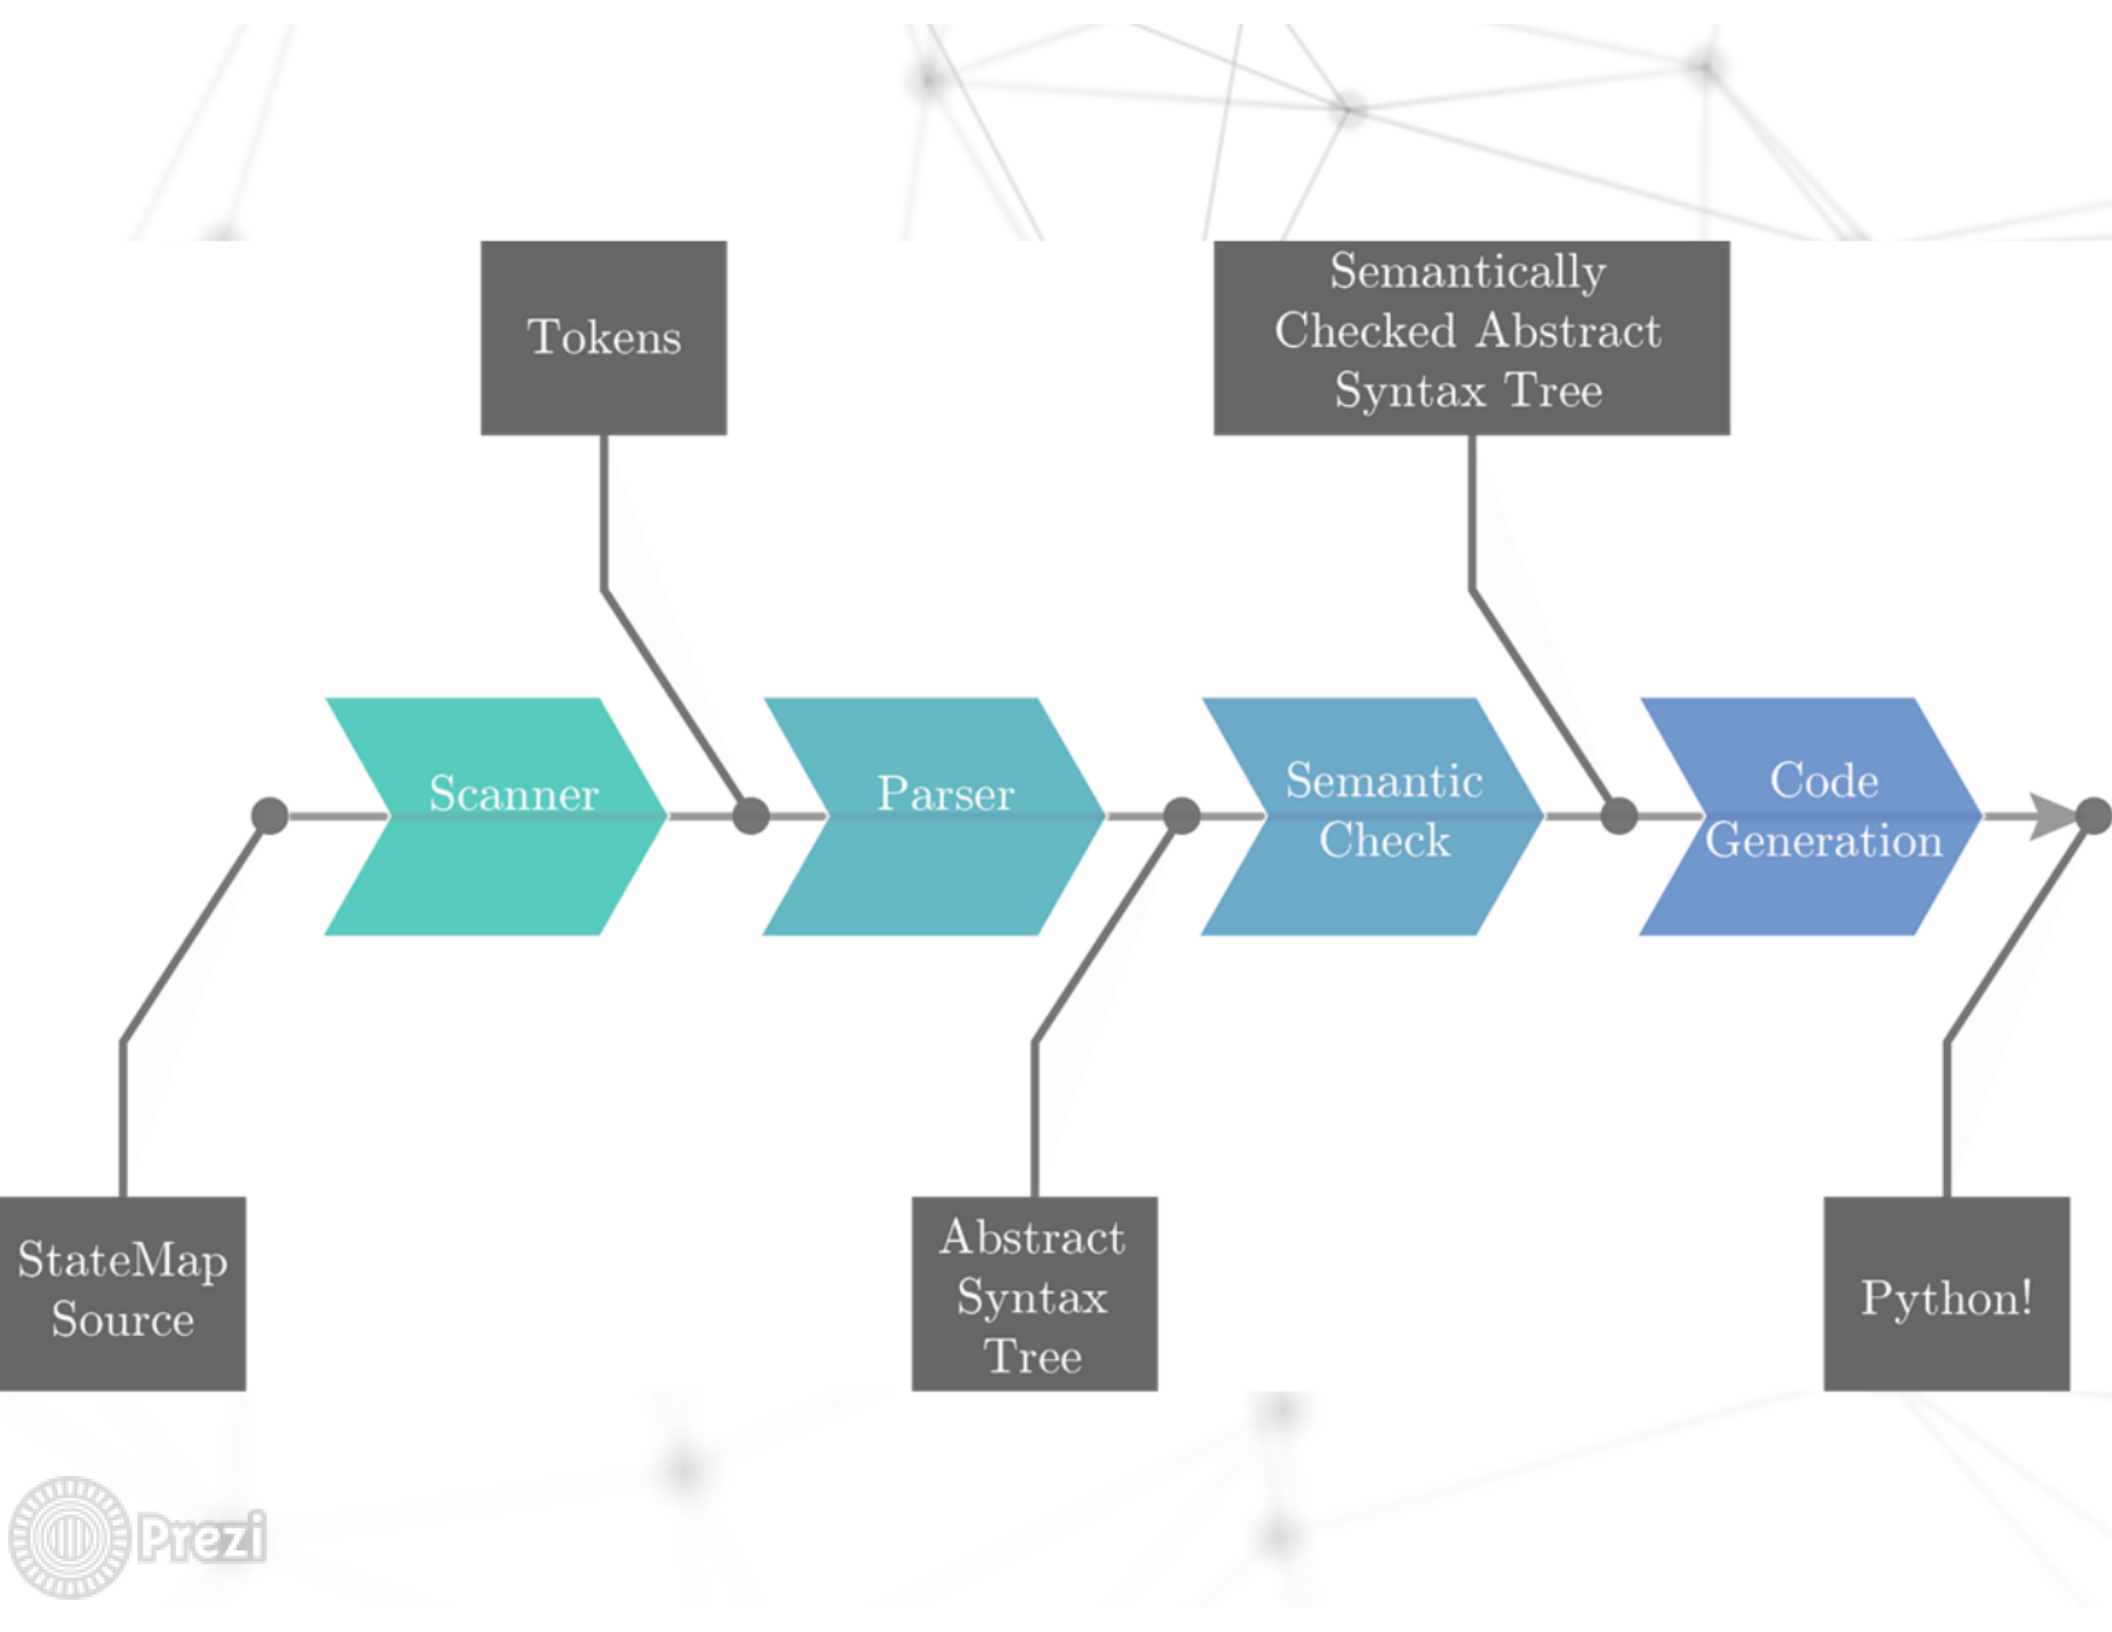 Tokens
Semantically
Checked Abstract
Syntax Tree
Scanner
Parser
Semantic
Check
Code
Generation
StateMap
Source
Abstract
Syntax
Tree
Python!
Prezi